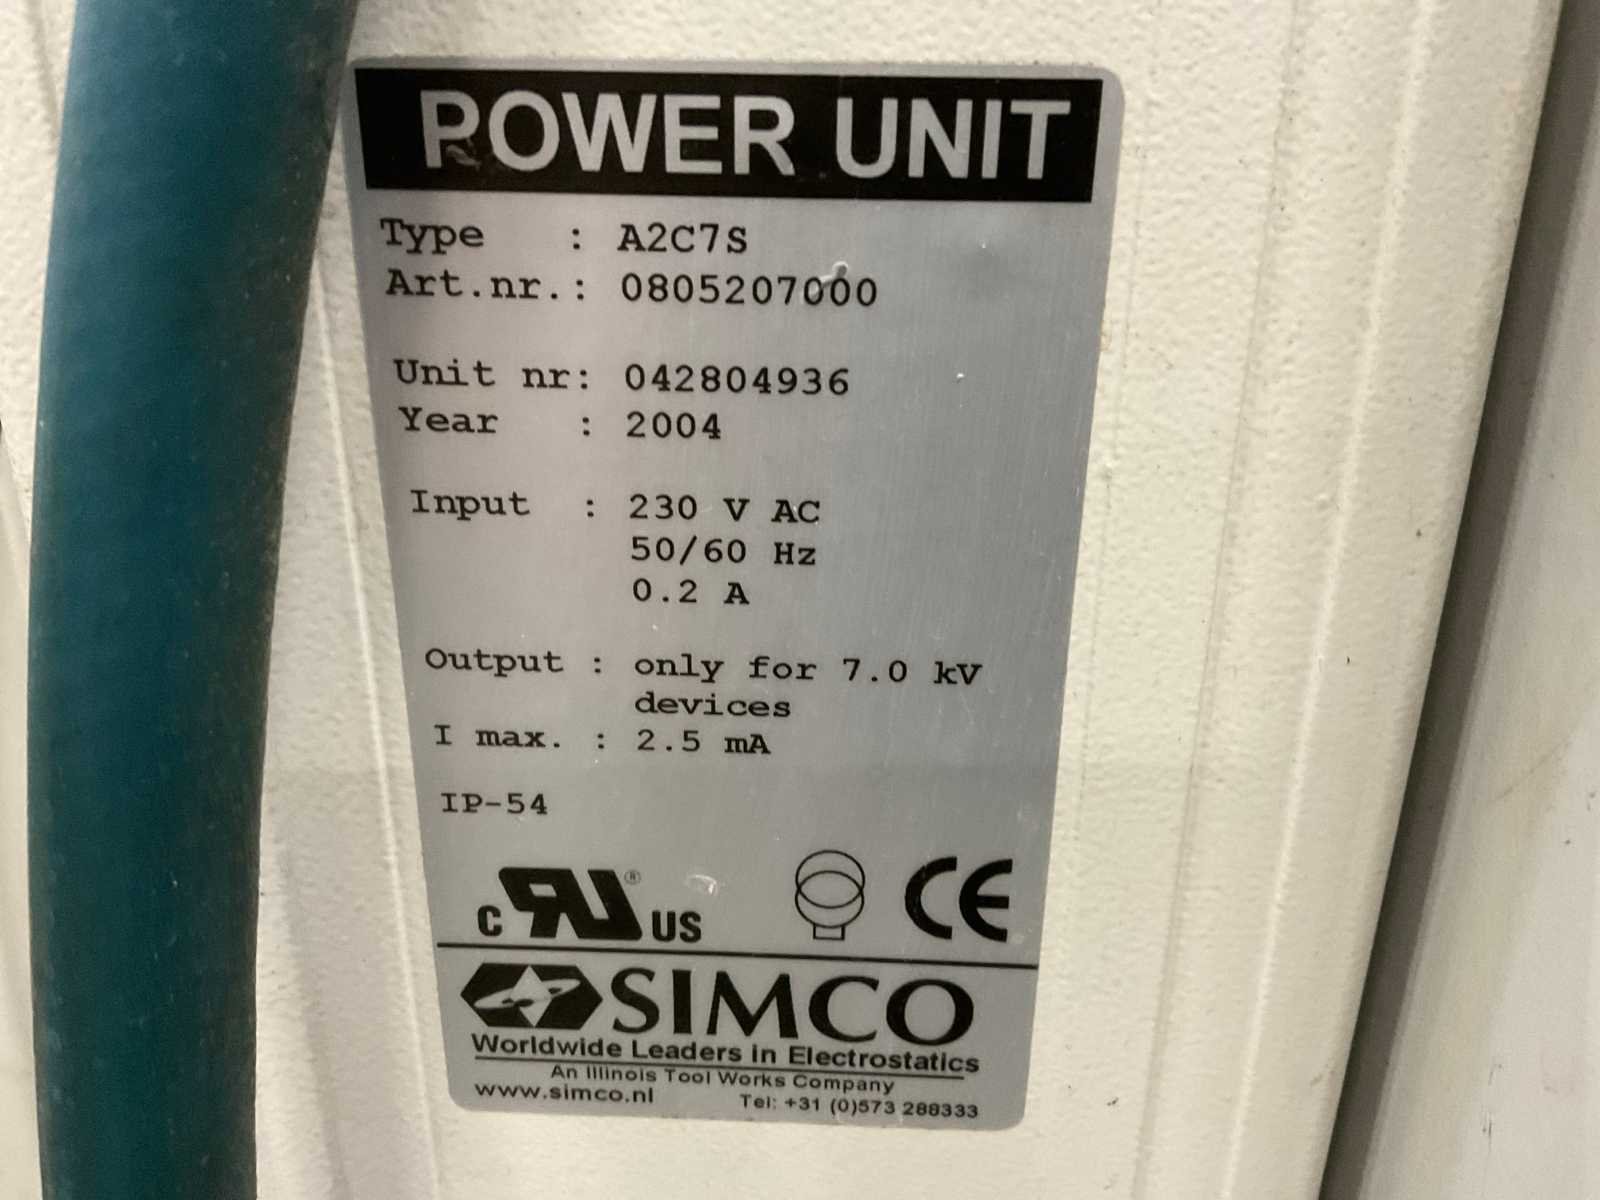 POWER UNIT
Type : A2C7S
Art.nr.: 0805207000
Unit nr: 042804936
Year : 2004
Input : 230 V AC
50/60 Hz
0.2 A
Output : only for 7.0 kV
devices
I max. : 2.5 mA
IP-54
c RU ® US CE
SIMCO
Worldwide Leaders in Electrostatics
An Illinois Tool Works Company
www.simco.nl Tel: +31 (0)573 288333